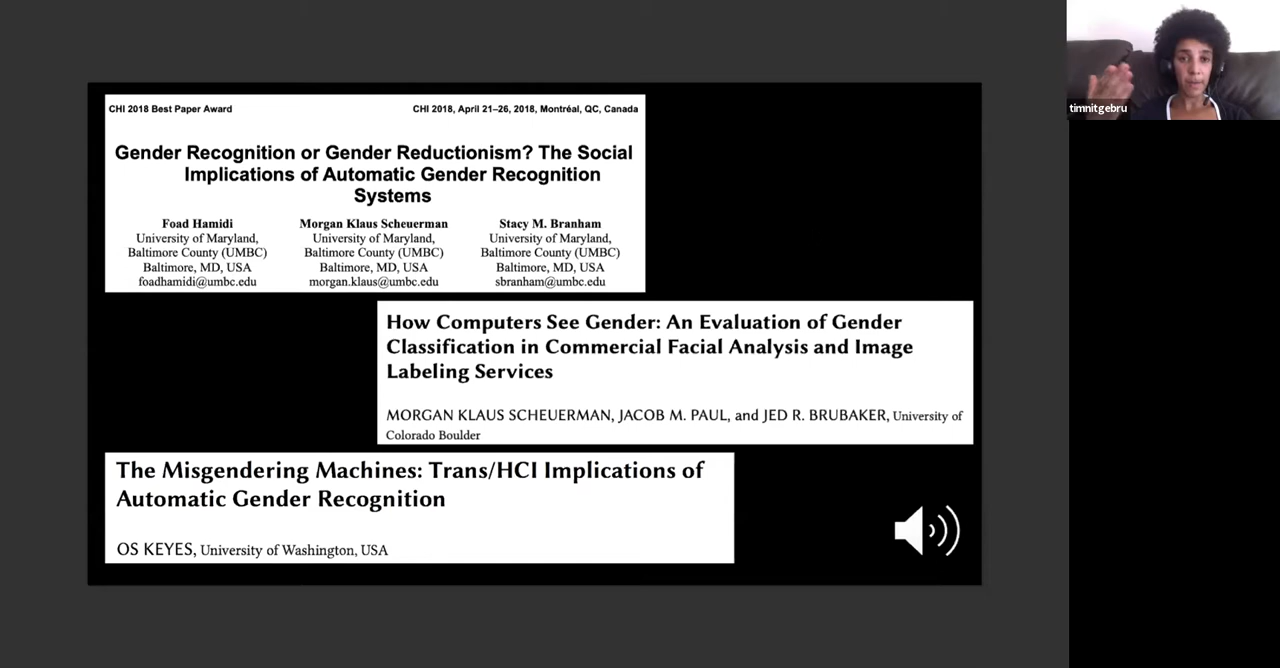 CHI 2018 Best Paper Award
CHI 2018, April 21–26, 2018, Montréal, QC, Canada
Gender Recognition or Gender Reductionism? The Social
Implications of Automatic Gender Recognition
Systems
Foad Hamidi
University of Maryland,
Baltimore County (UMBC)
Baltimore, MD, USA
foadhamidi@umbc.edu
Morgan Klaus Scheuerman
University of Maryland,
Baltimore County (UMBC)
Baltimore, MD, USA
morgan.klaus@umbc.edu
Stacy M. Branham
University of Maryland,
Baltimore County (UMBC)
Baltimore, MD, USA
sbranham@umbc.edu
How Computers See Gender: An Evaluation of Gender
Classification in Commercial Facial Analysis and Image
Labeling Services
MORGAN KLAUS SCHEUERMAN, JACOB M. PAUL, and JED R. BRUBAKER, University of
Colorado Boulder
The Misgendering Machines: Trans/HCI Implications of
Automatic Gender Recognition
OS KEYES, University of Washington, USA
timnitgebru